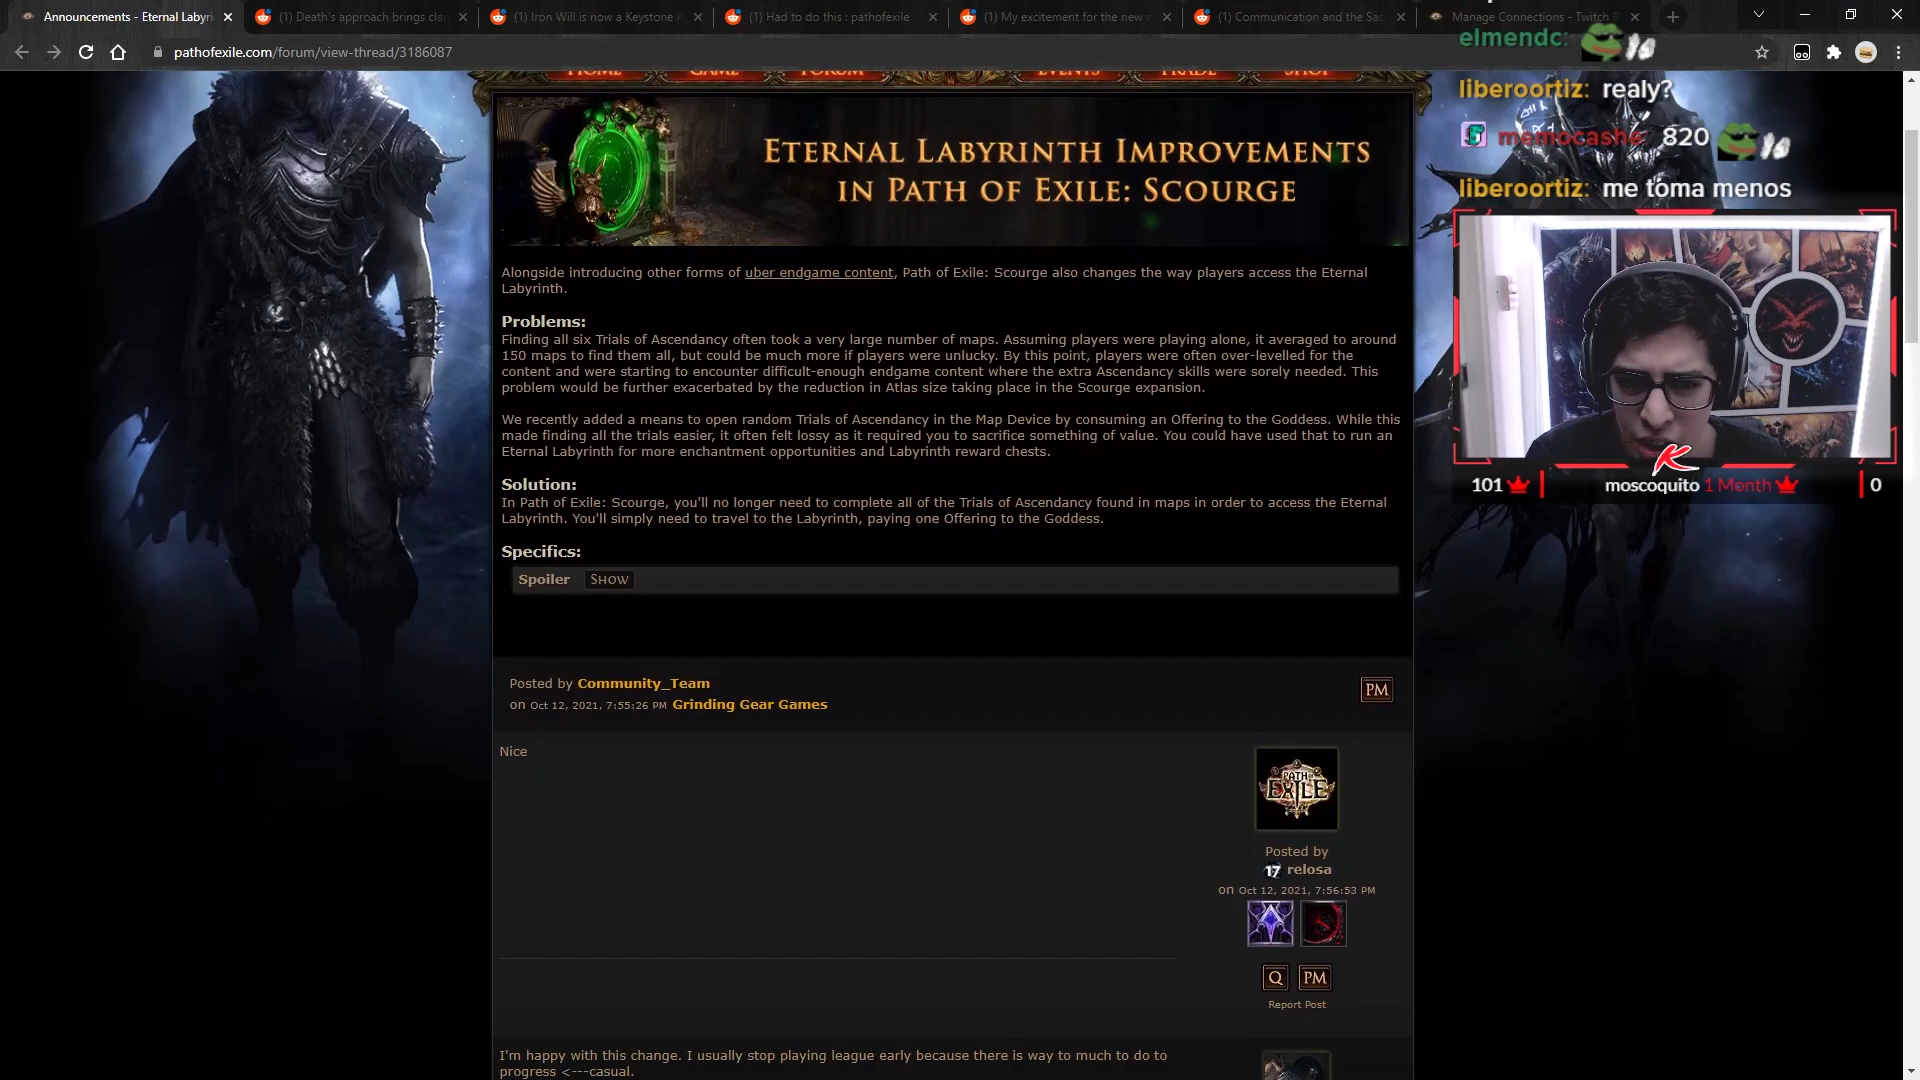 Announcements - Eternal Labyri
(1) Death's approach brings clar
(1) Iron Will is now a Keystone P
(1) Had to do this : pathofexile
(1) My excitement for the new s
(1) Communication and the Sac
Manage Connections - Twitch
pathofexile.com/forum/view-thread/3186087
elmendc:
HOME GAME FORUM EVENTS TRADE SHOP
liberoortiz: realy?
memocashe 820
liberoortiz: me toma menos
ETERNAL LABYRINTH IMPROVEMENTS
IN PATH OF EXILE: SCOURGE
Alongside introducing other forms of uber endgame content, Path of Exile: Scourge also changes the way players access the Eternal
Labyrinth.
Problems:
Finding all six Trials of Ascendancy often took a very large number of maps. Assuming players were playing alone, it averaged to around
150 maps to find them all, but could be much more if players were unlucky. By this point, players were often over-levelled for the
content and were starting to encounter difficult-enough endgame content where the extra Ascendancy skills were sorely needed. This
problem would be further exacerbated by the reduction in Atlas size taking place in the Scourge expansion.
We recently added a means to open random Trials of Ascendancy in the Map Device by consuming an Offering to the Goddess. While this
made finding all the trials easier, it often felt lossy as it required you to sacrifice something of value. You could have used that to run an
Eternal Labyrinth for more enchantment opportunities and Labyrinth reward chests.
101
moscoquito 1 Month
0
Solution:
In Path of Exile: Scourge, you'll no longer need to complete all of the Trials of Ascendancy found in maps in order to access the Eternal
Labyrinth. You'll simply need to travel to the Labyrinth, paying one Offering to the Goddess.
Specifics:
Spoiler SHOW
Posted by Community_Team
on Oct 12, 2021, 7:55:26 PM Grinding Gear Games
PM
Nice
PATH OF
EXILE
Posted by
17 relosa
on Oct 12, 2021, 7:56:53 PM
Q PM
Report Post
I'm happy with this change. I usually stop playing league early because there is way to much to do to
progress <---casual.